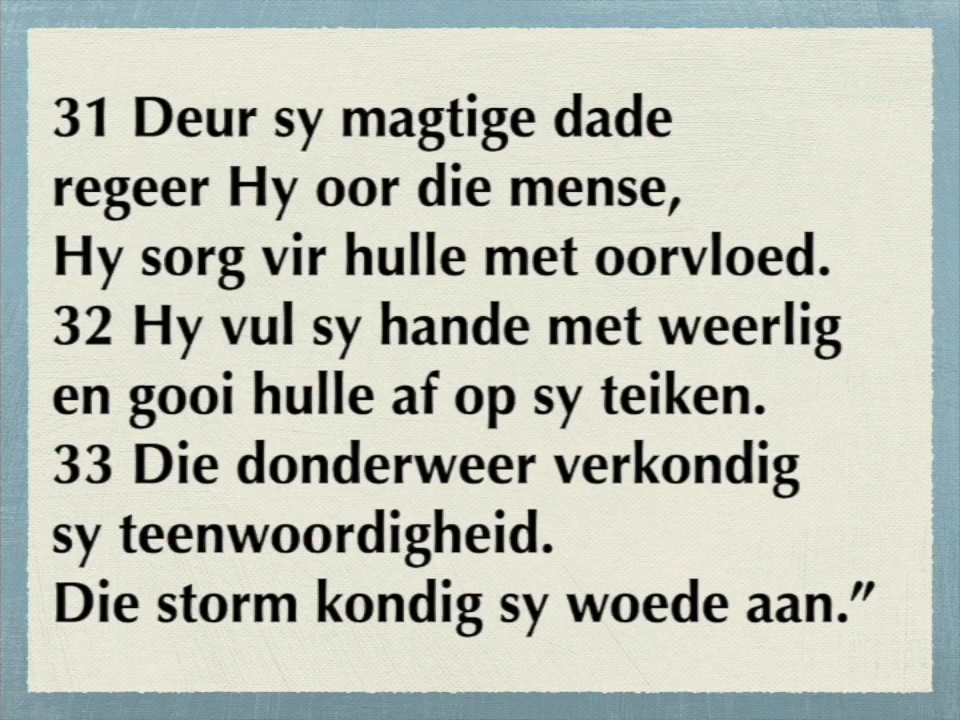 31 Deur sy magtige dade
regeer Hy oor die mense,
Hy sorg vir hulle met oorvloed.
32 Hy vul sy hande met weerlig
en gooi hulle af op sy teiken.
33 Die donderweer verkondig
sy teenwoordigheid.
Die storm kondig sy woede aan.”